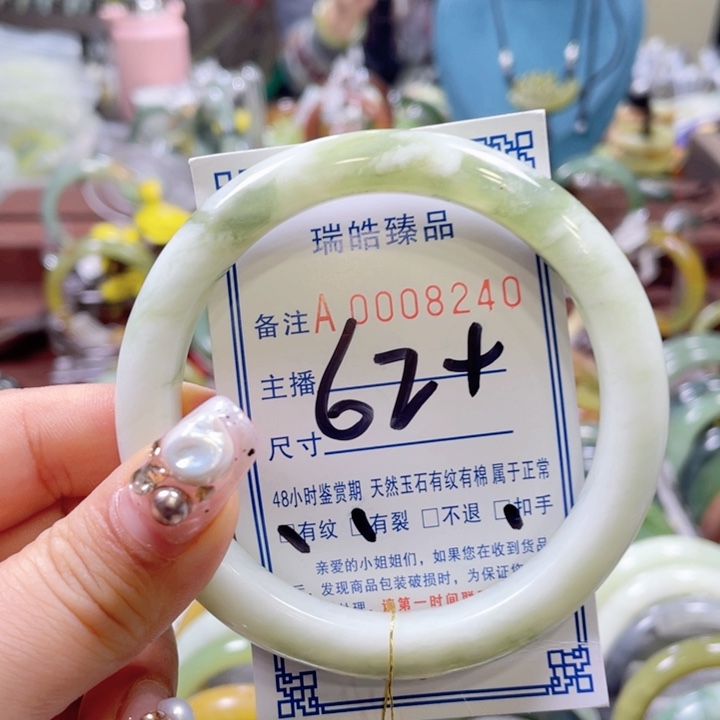 瑞皓臻品
备注 A 0008240
主播
62+
尺寸
48小时鉴赏期 天然玉石有纹有棉 属于正常
□有纹 □有裂 □不退 □扣手
亲爱的小姐姐们,如果您在收到货品
发现商品包装破损时,为保证您
处理,请第一时间联